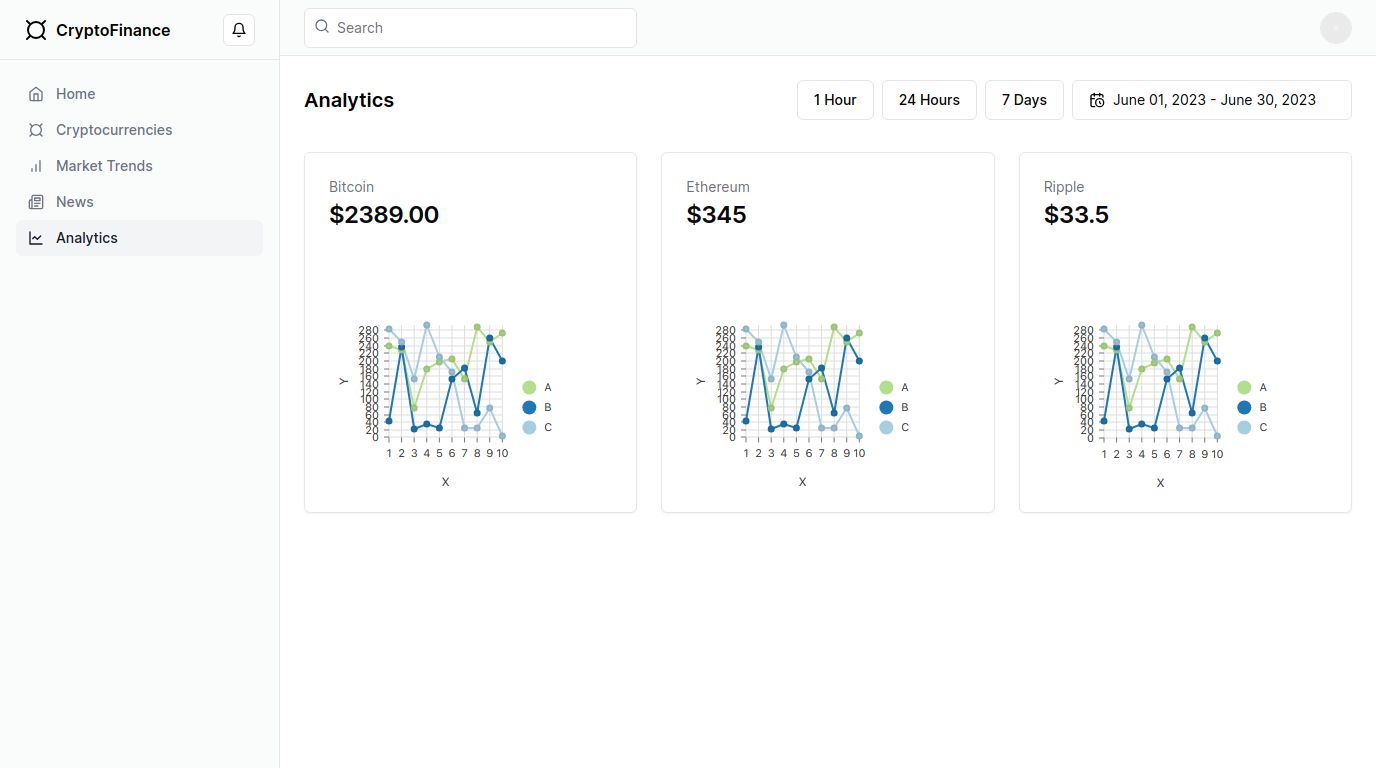 CryptoFinance
Search
Home
Cryptocurrencies
Market Trends
News
Analytics
Analytics
1 Hour
24 Hours
7 Days
June 01, 2023 - June 30, 2023
Bitcoin
$2389.00
280
260
240
220
200
180
160
140
120
100
80
60
40
20
0
Y
1 2 3 4 5 6 7 8 9 10
X
A
B
C
Ethereum
$345
280
260
240
220
200
180
160
140
120
100
80
60
40
20
0
Y
1 2 3 4 5 6 7 8 9 10
X
A
B
C
Ripple
$33.5
280
260
240
220
200
180
160
140
120
100
80
60
40
20
0
Y
1 2 3 4 5 6 7 8 9 10
X
A
B
C